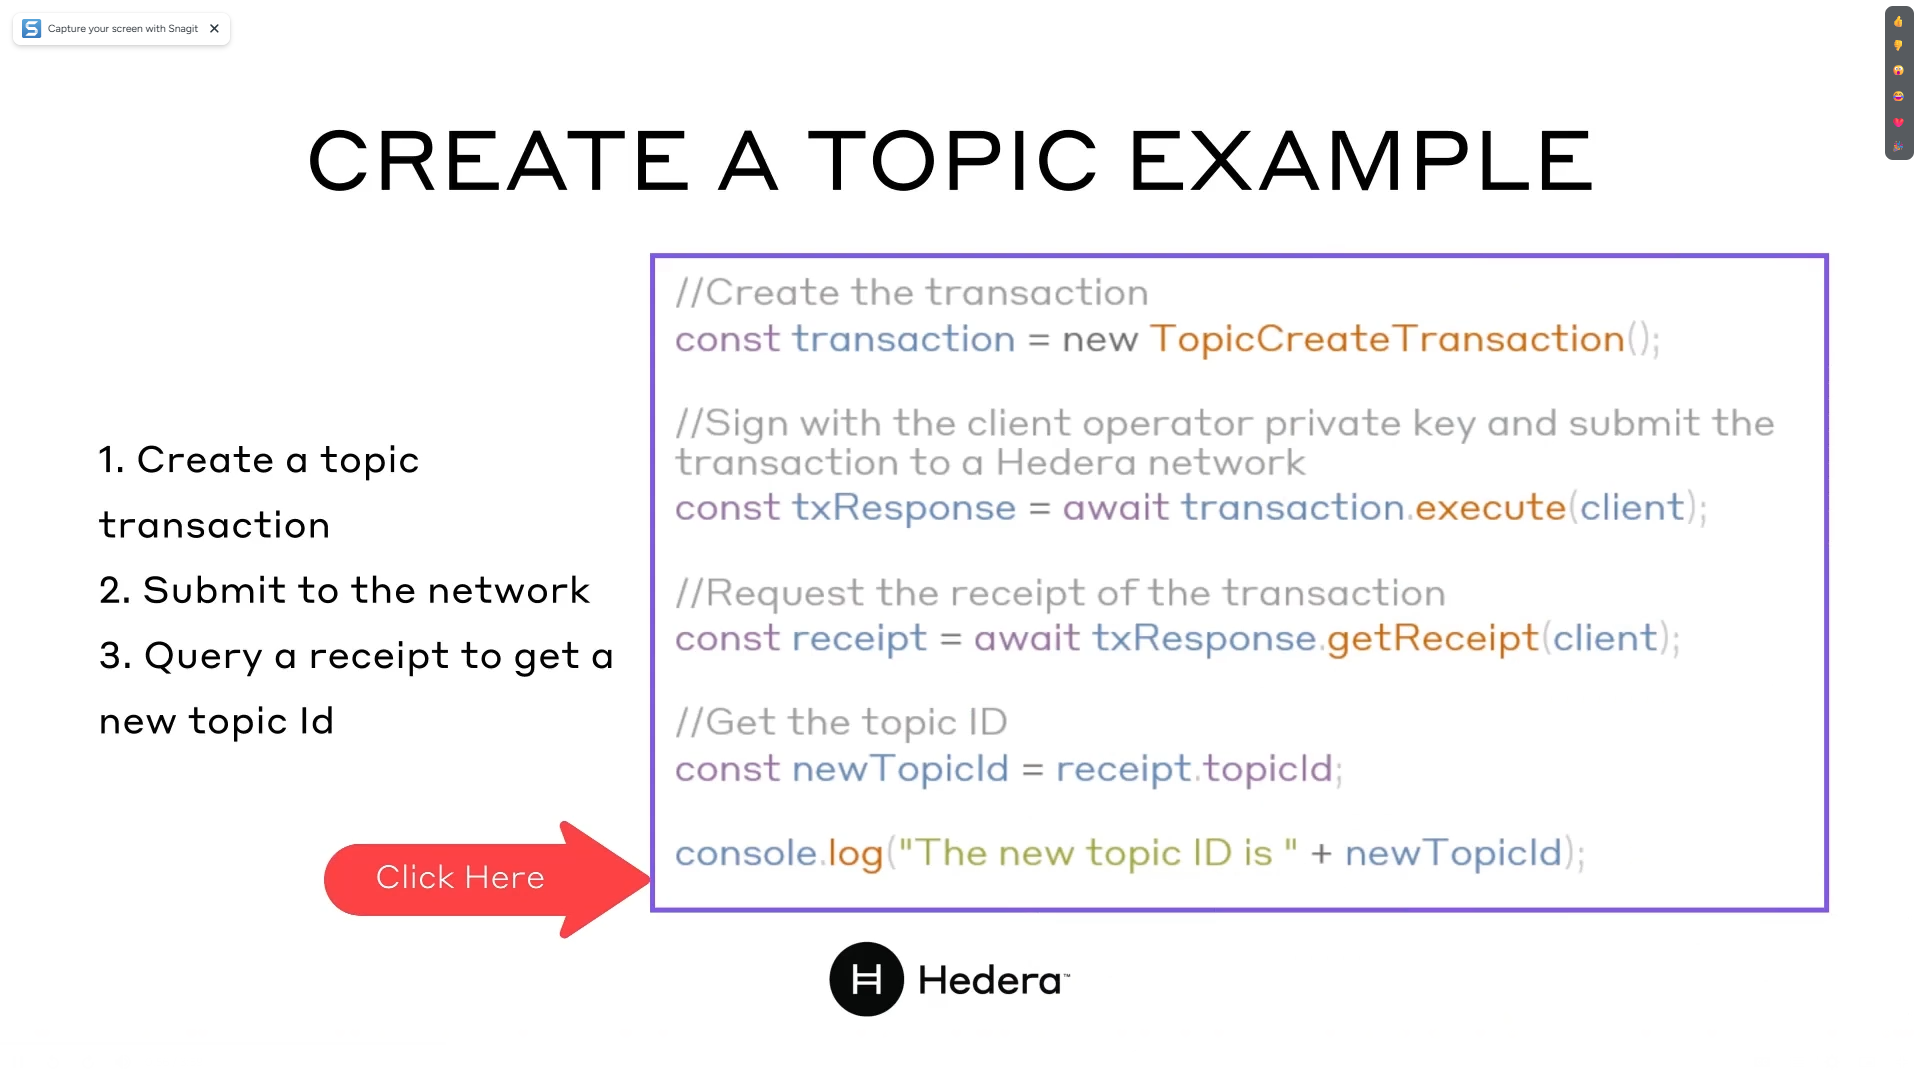 Capture your screen with Snagit
CREATE A TOPIC EXAMPLE
1. Create a topic
transaction
2. Submit to the network
3. Query a receipt to get a
new topic Id
//Create the transaction
const transaction = new TopicCreateTransaction();
//Sign with the client operator private key and submit the
transaction to a Hedera network
const txResponse = await transaction.execute(client);
//Request the receipt of the transaction
const receipt = await txResponse.getReceipt(client);
//Get the topic ID
const newTopicId = receipt.topicId;
console.log("The new topic ID is " + newTopicId);
Click Here
H Hedera™